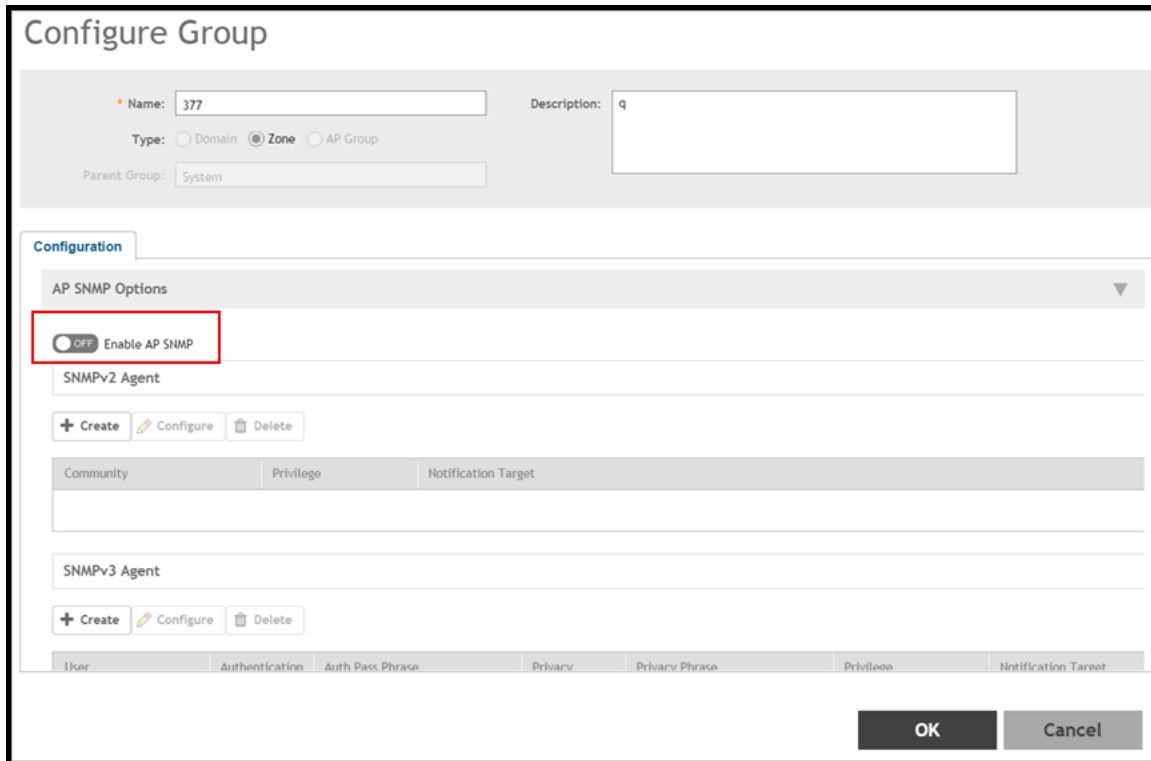 Configure Group
* Name: 377 Description: q
Type: Domain Zone AP Group
Parent Group: System
Configuration
AP SNMP Options
OFF Enable AP SNMP
SNMPv2 Agent
+ Create Configure Delete
Community Privilege Notification Target
SNMPv3 Agent
+ Create Configure Delete
User Authentication Auth Pass Phrase Privacy Privacy Phrase Privilege Notification Target
OK Cancel